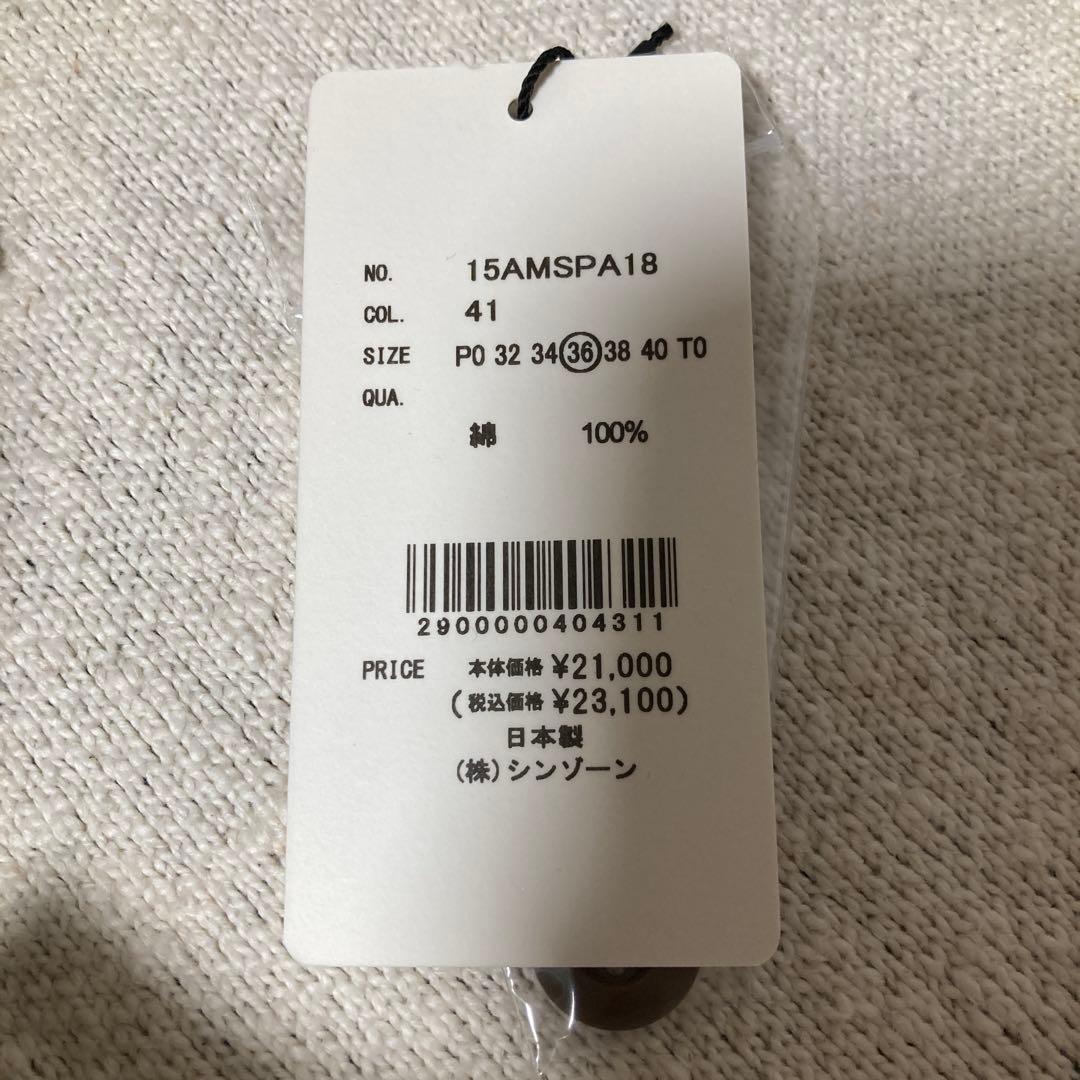 NO. 15AMSPA18
COL. 41
SIZE P0 32 34 36 38 40 T0
QUA.
綿 100%
2900000404311
PRICE 本体価格 ¥21,000
(税込価格 ¥23,100)
日本製
(株)シンゾーン